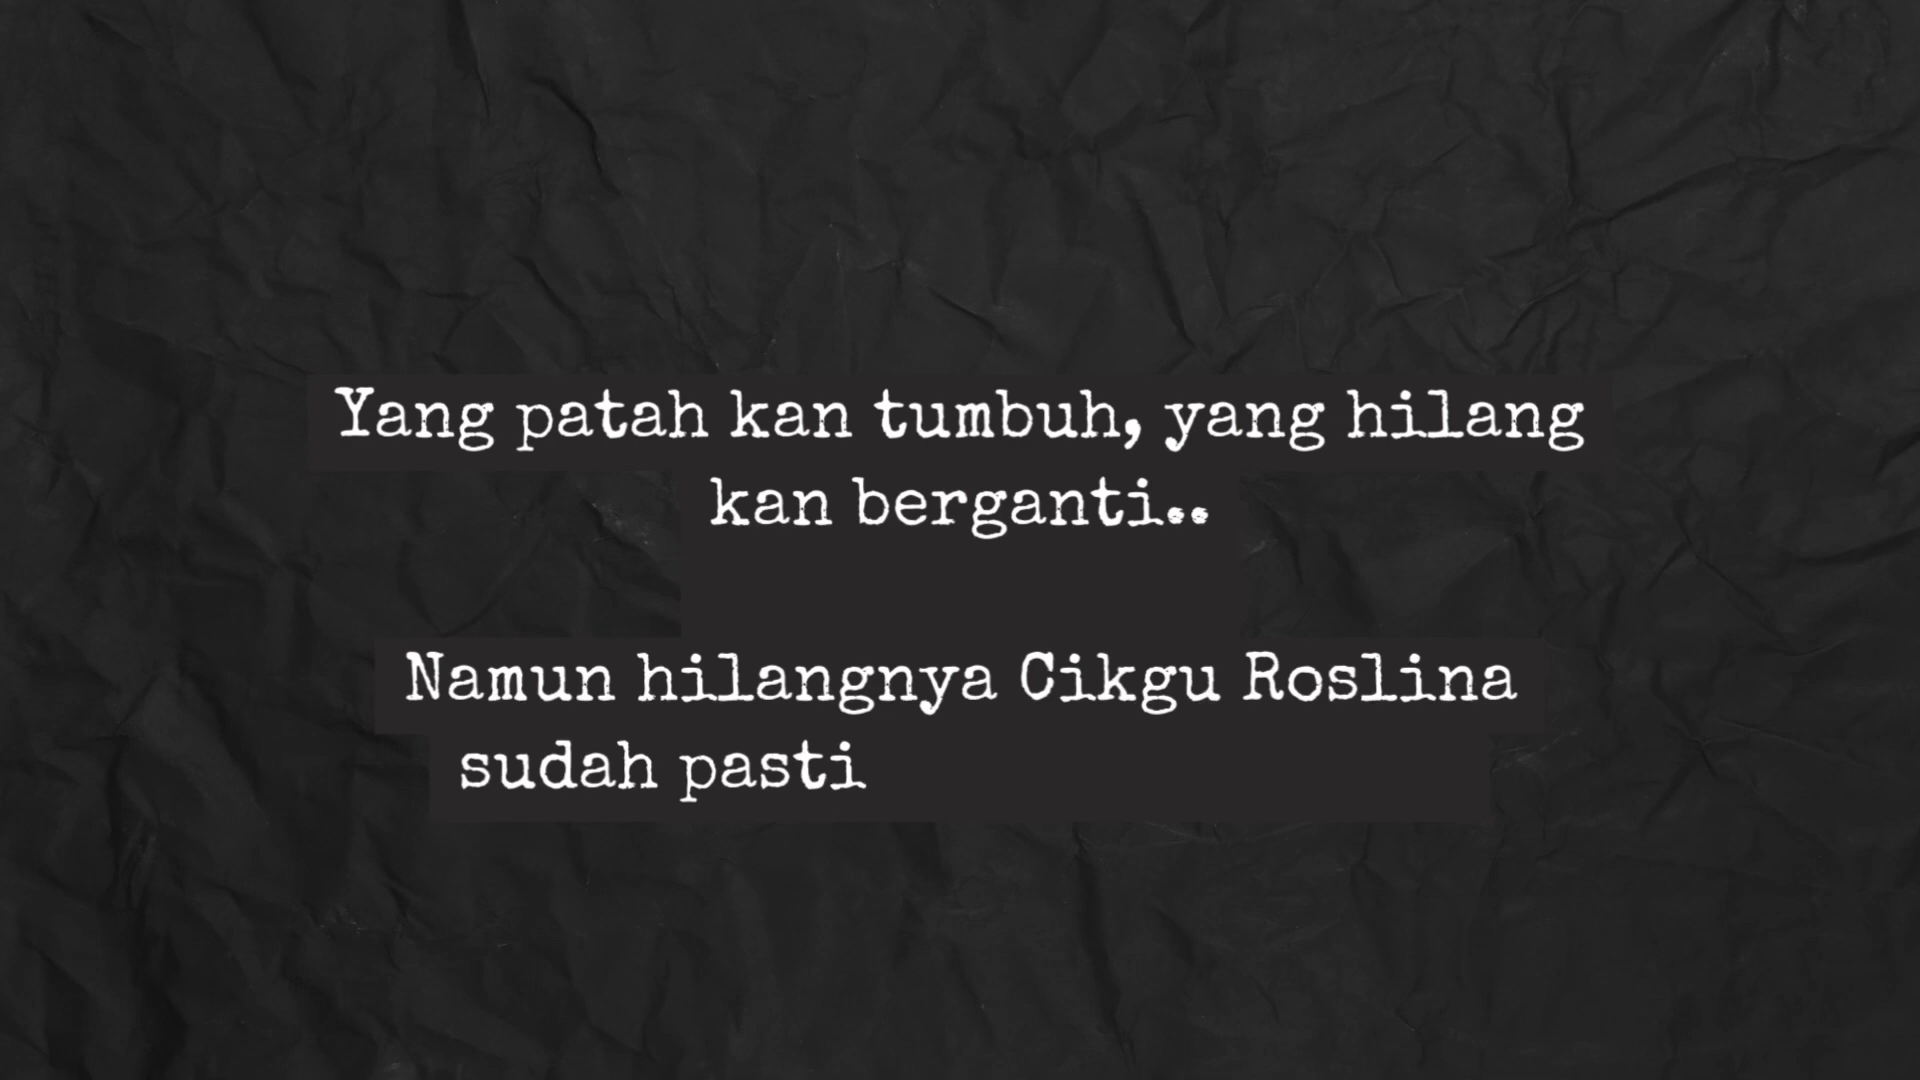 Yang patah kan tumbuh, yang hilang
kan berganti..
Namun hilangnya Cikgu Roslina
sudah pasti